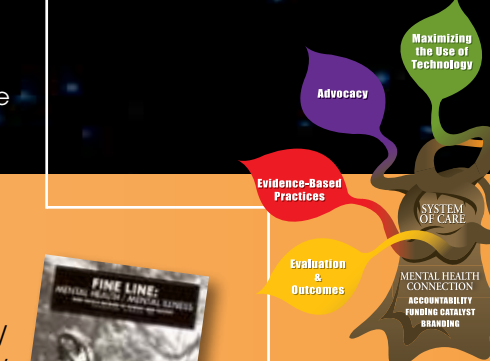 e
Maximizing
the Use of
Technology
Advocacy
Evidence-Based
Practices
Evaluation
&
Outcomes
SYSTEM
OF CARE
MENTAL HEALTH
CONNECTION
ACCOUNTABILITY
FUNDING CATALYST
BRANDING
FINE LINE:
MENTAL HEALTH / MENTAL ILLNESS
/